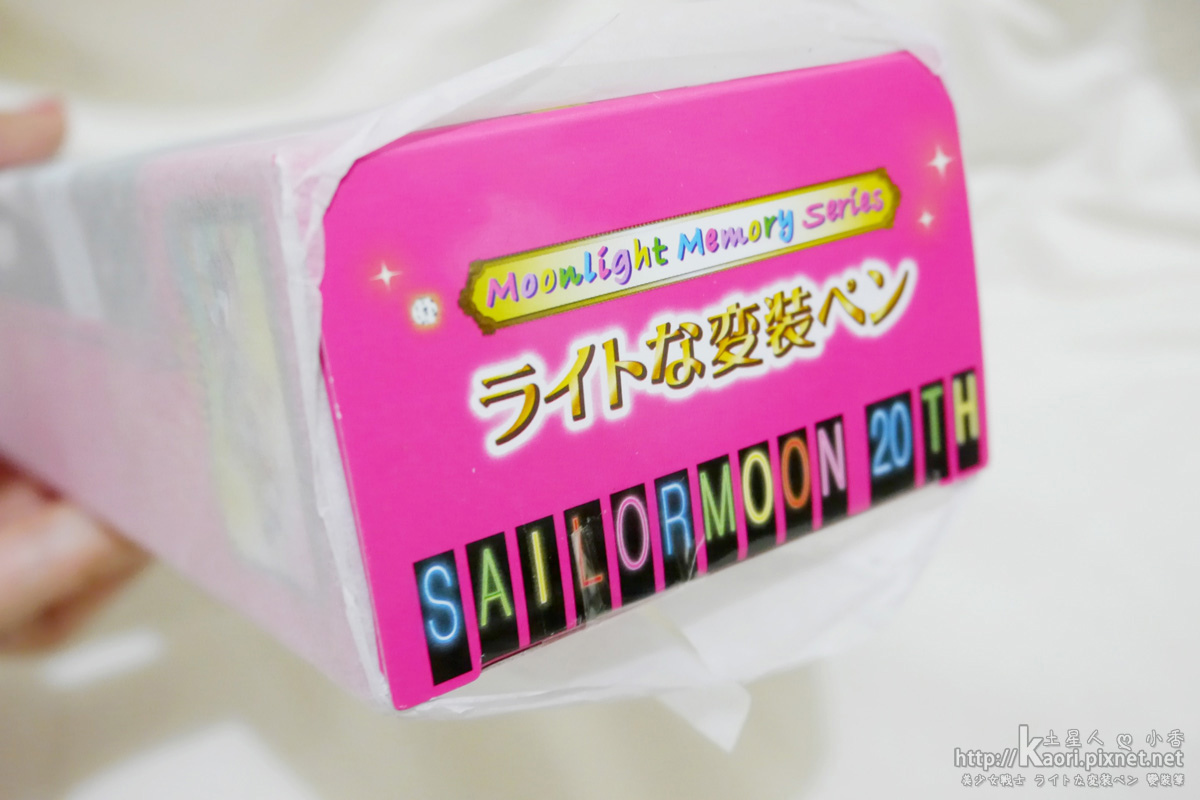 Moonlight Memory Series
ライトな変装ペン
SAILORMOON 20TH
土星人 ღ 小香
http://Kaori.pixnet.net
美少女戦士 ライトな変装ペン 變裝筆